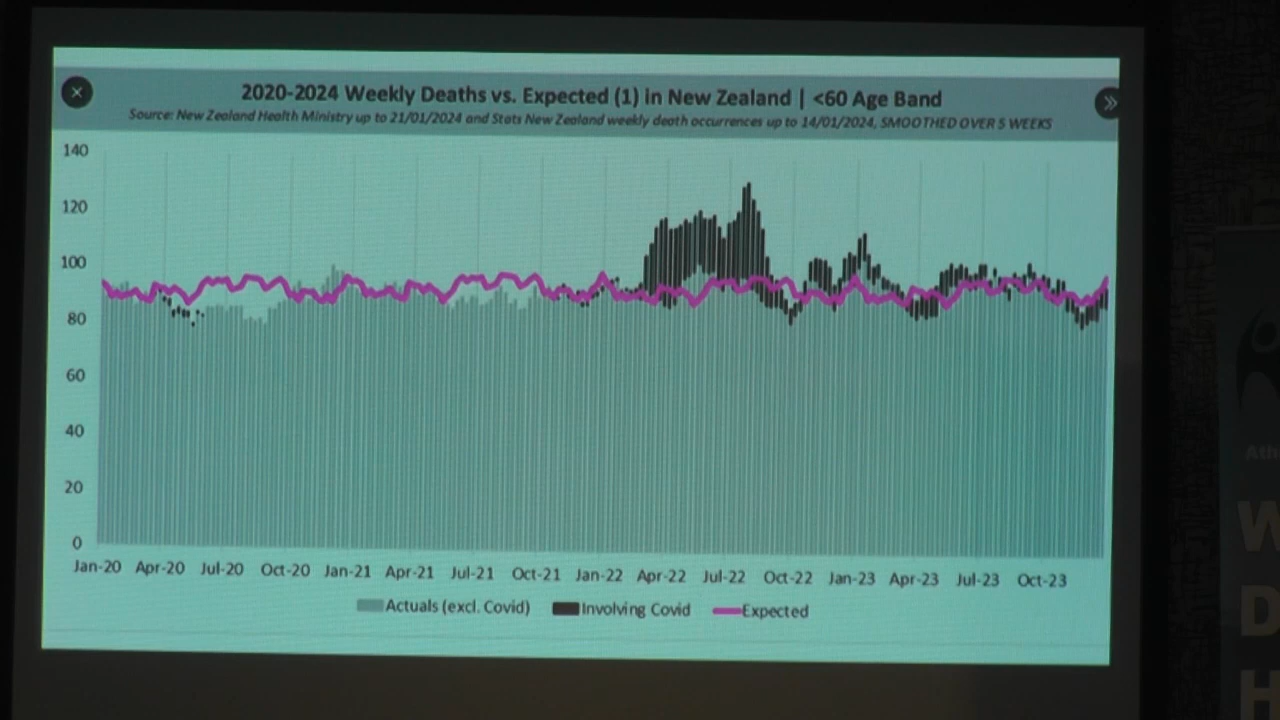 2020-2024 Weekly Deaths vs. Expected (1) in New Zealand | <60 Age Band
Source: New Zealand Health Ministry up to 21/01/2024 and Stats New Zealand weekly death occurrences up to 14/01/2024, SMOOTHED OVER 5 WEEKS
140
120
100
80
60
40
20
0
Jan-20 Apr-20 Jul-20 Oct-20 Jan-21 Apr-21 Jul-21 Oct-21 Jan-22 Apr-22 Jul-22 Oct-22 Jan-23 Apr-23 Jul-23 Oct-23
Actuals (excl. Covid) Involving Covid Expected
Ath
W
D
H